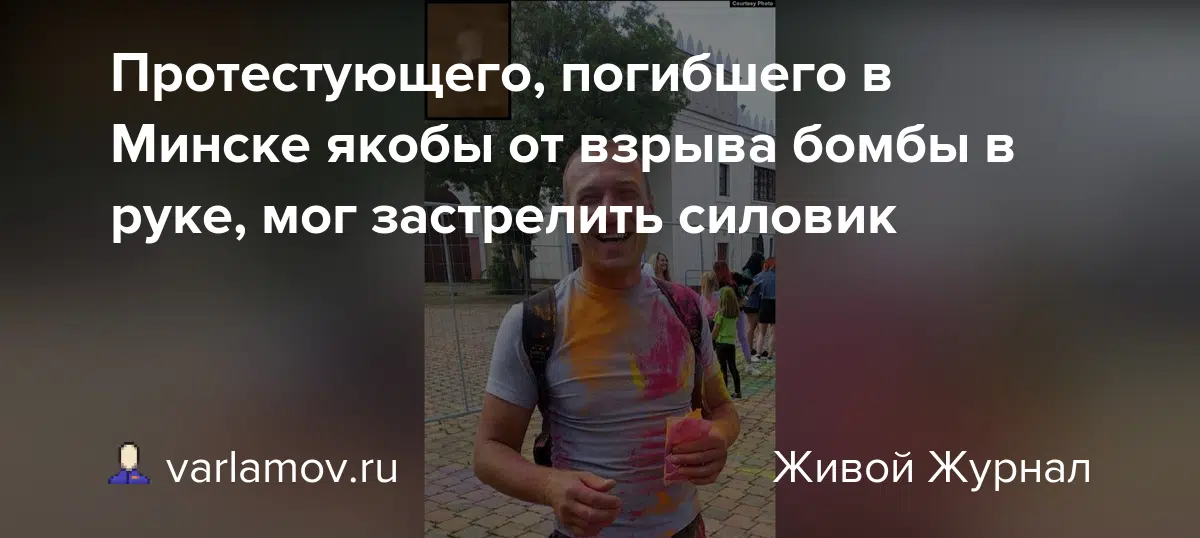 Courtesy Photo
Протестующего, погибшего в
Минске якобы от взрыва бомбы в
руке, мог застрелить силовик
varlamov.ru
Живой Журнал